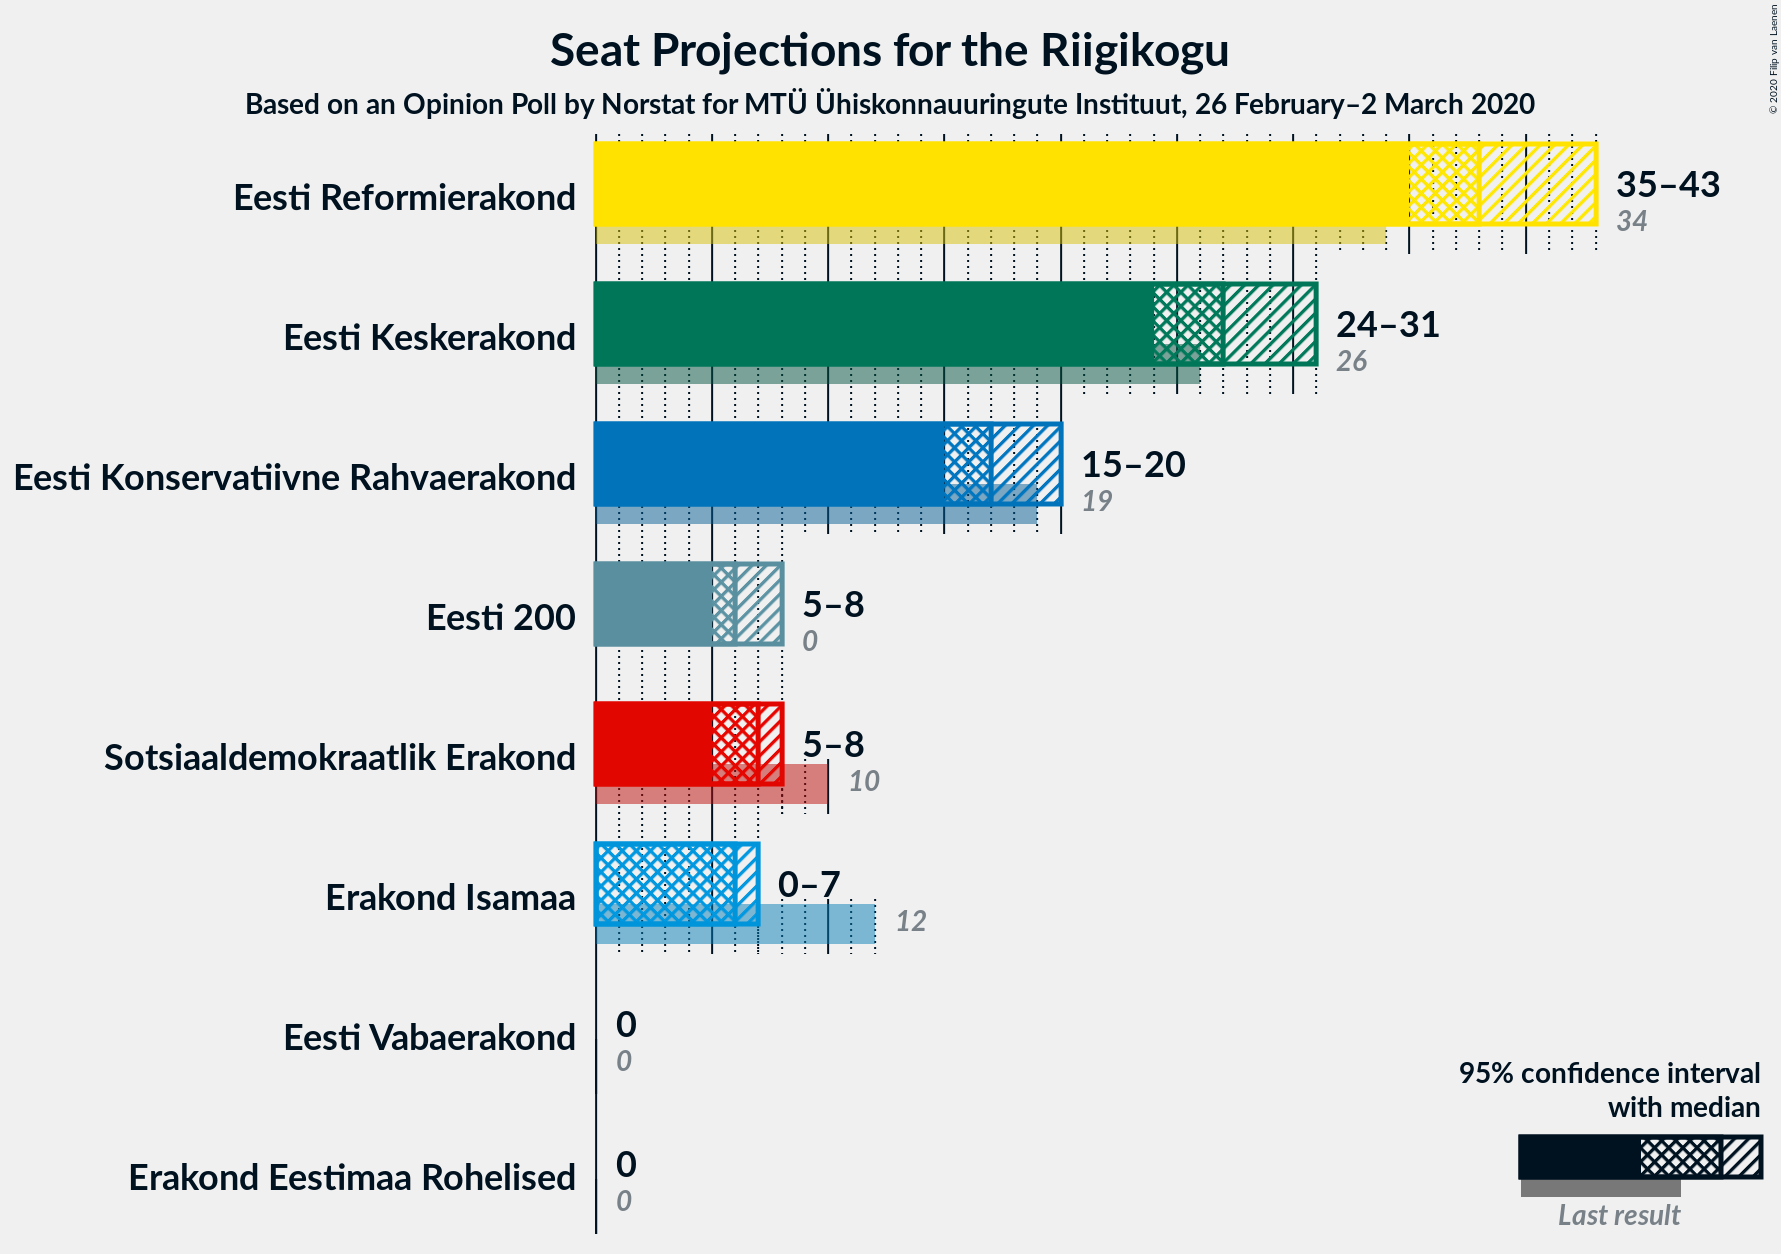 Seat Projections for the Riigikogu
Based on an Opinion Poll by Norstat for MTÜ Ühiskonnauuringute Instituut, 26 February–2 March 2020
© 2020 Filip van Laenen
Eesti Reformierakond
35–43
34
Eesti Keskerakond
24–31
26
Eesti Konservatiivne Rahvaerakond
15–20
19
Eesti 200
5–8
0
Sotsiaaldemokraatlik Erakond
5–8
10
Erakond Isamaa
0–7
12
Eesti Vabaerakond
0
0
Erakond Eestimaa Rohelised
0
0
95% confidence interval
with median
Last result